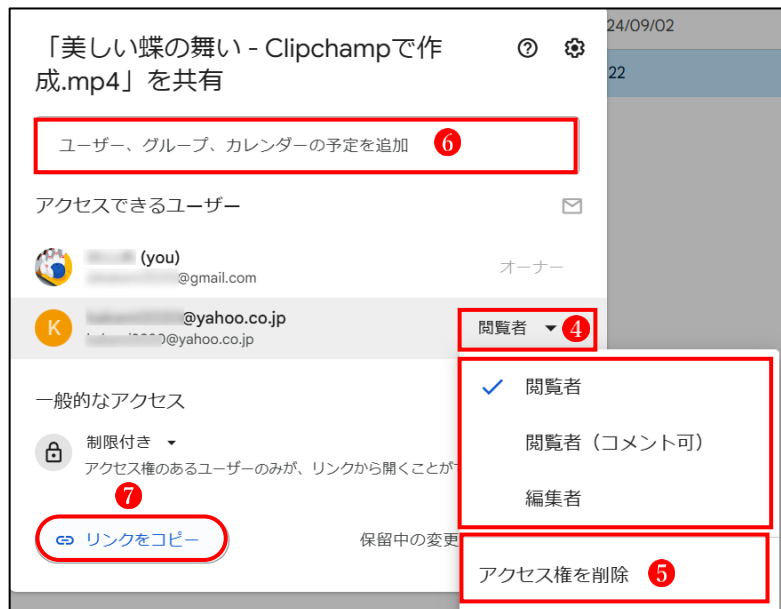 24/09/02
「美しい蝶の舞い - Clipchampで作
成.mp4」を共有
22
ユーザー、グループ、カレンダーの予定を追加 6
アクセスできるユーザー
(you)
@gmail.com
オーナー
K
@yahoo.co.jp
@yahoo.co.jp
閲覧者 4
閲覧者
一般的なアクセス
制限付き
閲覧者（コメント可）
アクセス権のあるユーザーのみが、リンクから開くことが
7
編集者
リンクをコピー
保留中の変更
アクセス権を削除 5